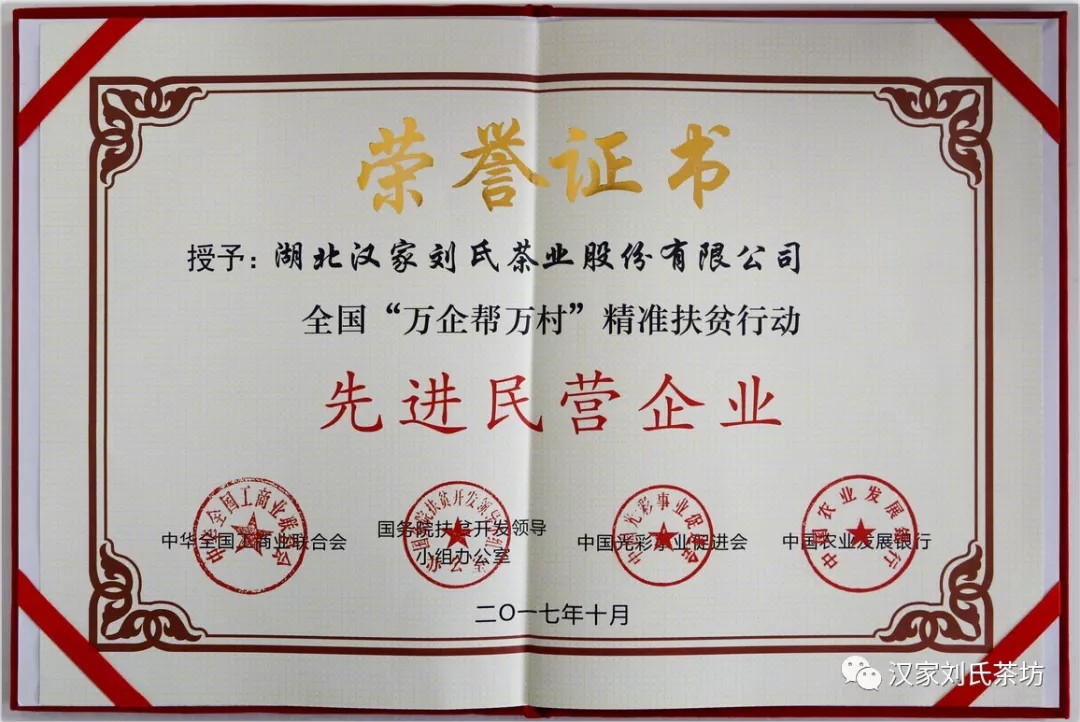 荣誉证书
授予：湖北汉家刘氏茶业股份有限公司
全国“万企帮万村”精准扶贫行动
先进民营企业
中华全国工商业联合会
国务院扶贫开发领导
小组办公室
中国光彩事业促进会
中国农业发展银行
二〇一七年十月
汉家刘氏茶坊